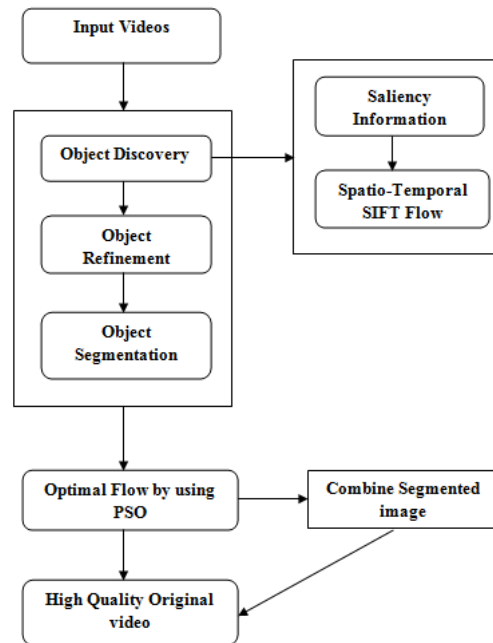 Input Videos
Saliency
Information
Object Discovery
Spatio-Temporal
SIFT Flow
Object
Refinement
Object
Segmentation
Optimal Flow by using
PSO
Combine Segmented
image
High Quality Original
video